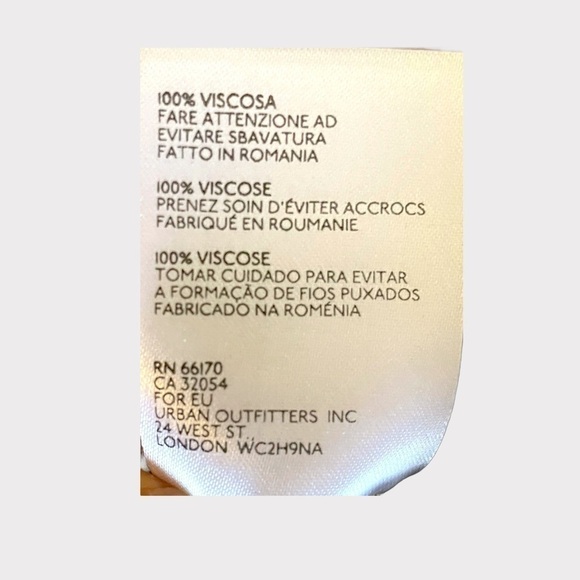 100% VISCOSA
FARE ATTENZIONE AD
EVITARE SBAVATURA
FATTO IN ROMANIA
100% VISCOSE
PRENEZ SOIN D'ÉVITER ACCROCS
FABRIQUÉ EN ROUMANIE
100% VISCOSE
TOMAR CUIDADO PARA EVITAR
A FORMAÇÃO DE FIOS PUXADOS
FABRICADO NA ROMÉNIA
RN 66170
CA 32054
FOR EU
URBAN OUTFITTERS INC
24 WEST ST.
LONDON WC2H9NA